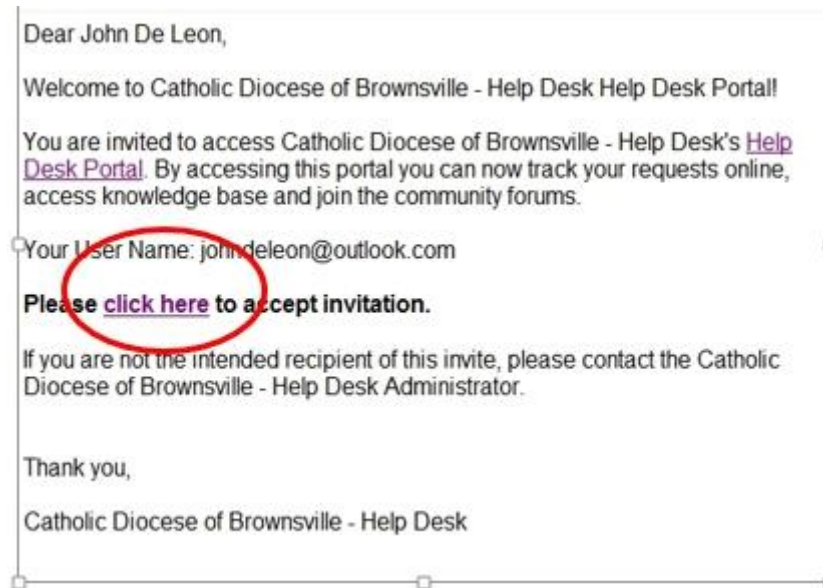 Dear John De Leon,
Welcome to Catholic Diocese of Brownsville - Help Desk Help Desk Portal!
You are invited to access Catholic Diocese of Brownsville - Help Desk's Help
Desk Portal. By accessing this portal you can now track your requests online,
access knowledge base and join the community forums.
Your User Name: johndeleon@outlook.com
Please click here to accept invitation.
If you are not the intended recipient of this invite, please contact the Catholic
Diocese of Brownsville - Help Desk Administrator.
Thank you,
Catholic Diocese of Brownsville - Help Desk